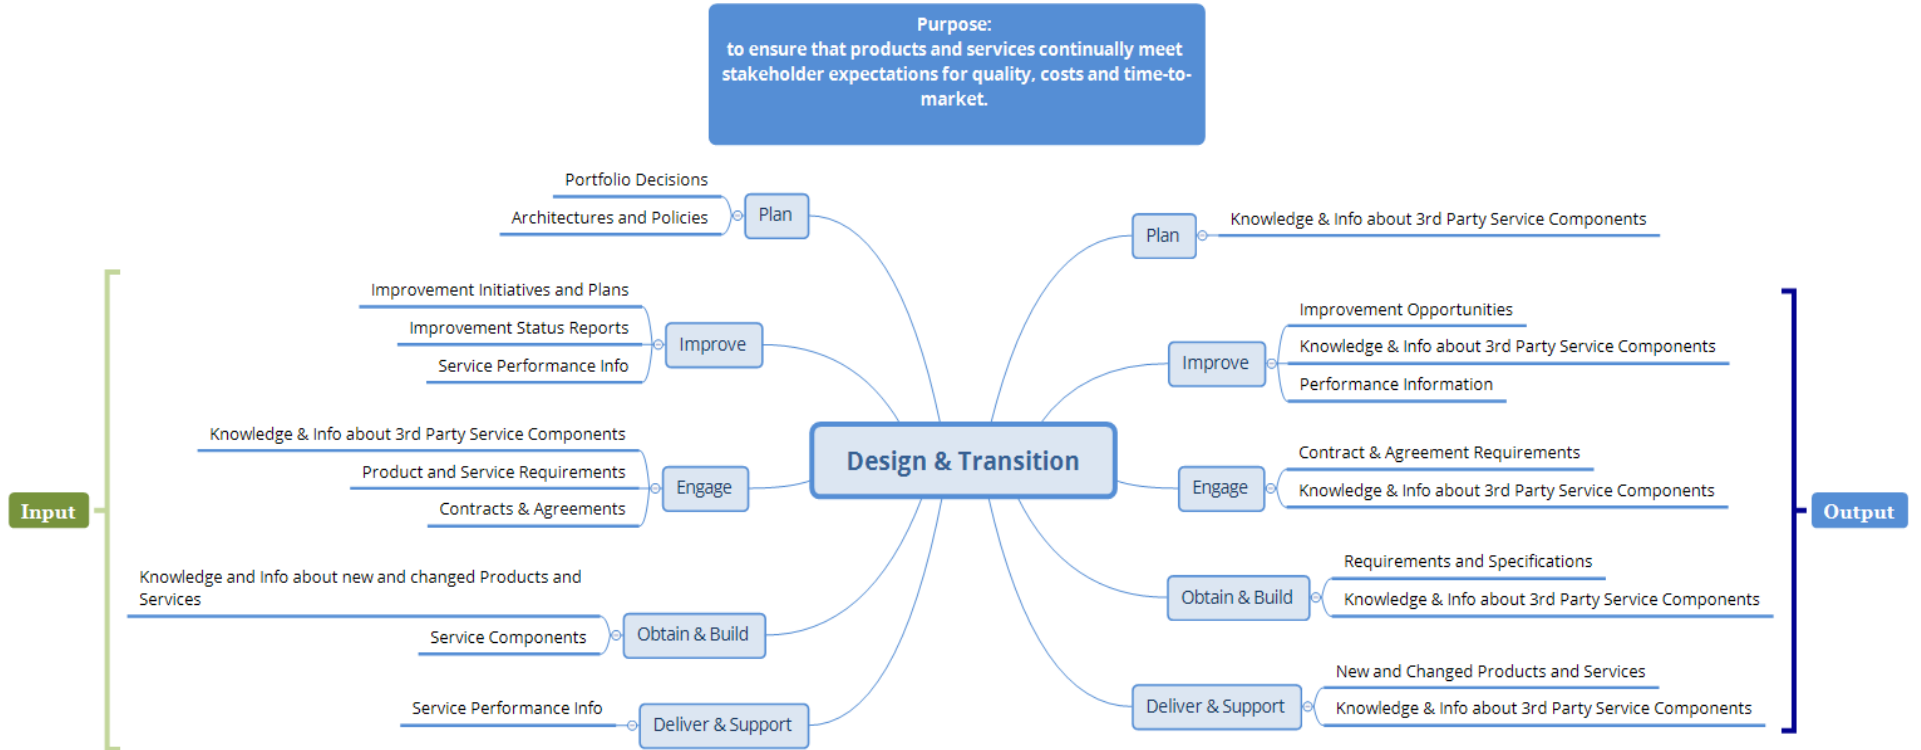 Purpose:
to ensure that products and services continually meet
stakeholder expectations for quality, costs and time-to-
market.
Portfolio Decisions
Architectures and Policies
Plan
Improvement Initiatives and Plans
Improvement Status Reports
Service Performance Info
Improve
Knowledge & Info about 3rd Party Service Components
Product and Service Requirements
Contracts & Agreements
Engage
Input
Knowledge and Info about new and changed Products and
Services
Service Components
Obtain & Build
Service Performance Info
Deliver & Support
Design & Transition
Plan
Knowledge & Info about 3rd Party Service Components
Improve
Improvement Opportunities
Knowledge & Info about 3rd Party Service Components
Performance Information
Engage
Contract & Agreement Requirements
Knowledge & Info about 3rd Party Service Components
Output
Obtain & Build
Requirements and Specifications
Knowledge & Info about 3rd Party Service Components
Deliver & Support
New and Changed Products and Services
Knowledge & Info about 3rd Party Service Components